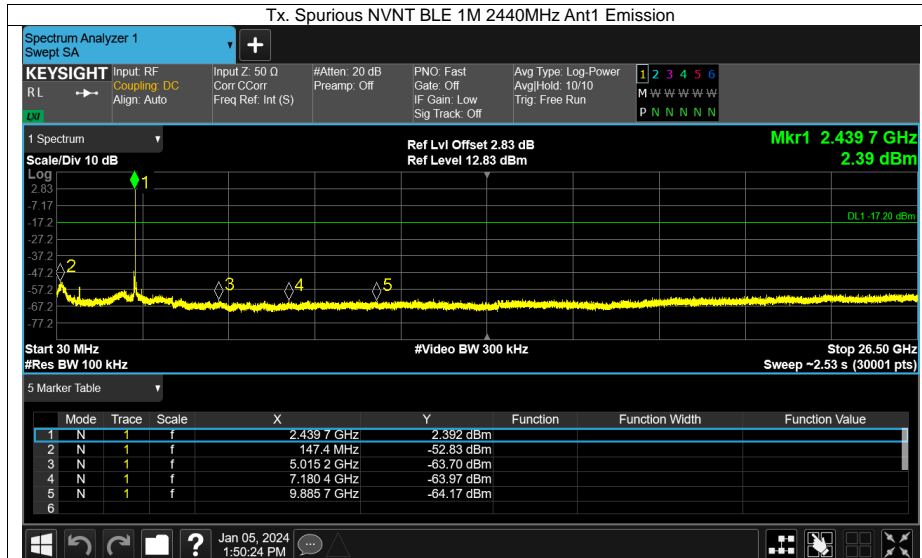 Tx. Spurious NVNT BLE 1M 2440MHz Ant1 Emission
Spectrum Analyzer 1
Swept SA
+
KEYSIGHT Input: RF Input Z: 50 Ω #Atten: 20 dB PNO: Fast Avg Type: Log-Power 1 2 3 4 5 6
RL Coupling: DC Corr CCorr Preamp: Off Gate: Off Avg|Hold: 10/10 M W W W W W
Align: Auto Freq Ref: Int (S) IF Gain: Low Trig: Free Run
LXI Sig Track: Off P N N N N N
1 Spectrum Ref Lvl Offset 2.83 dB Mkr1 2.439 7 GHz
Scale/Div 10 dB Ref Level 12.83 dBm 2.39 dBm
Log
1
2.83
-7.17
DL1 -17.20 dBm
-17.2
-27.2
-37.2
-47.2
2
-57.2
3 4 5
-67.2
-77.2
Start 30 MHz #Video BW 300 kHz Stop 26.50 GHz
#Res BW 100 kHz Sweep ~2.53 s (30001 pts)
5 Marker Table
Mode Trace Scale X Y Function Function Width Function Value
1 N 1 f 2.439 7 GHz 2.392 dBm
2 N 1 f 147.4 MHz -52.83 dBm
3 N 1 f 5.015 2 GHz -63.70 dBm
4 N 1 f 7.180 4 GHz -63.97 dBm
5 N 1 f 9.885 7 GHz -64.17 dBm
6
? Jan 05, 2024
1:50:24 PM